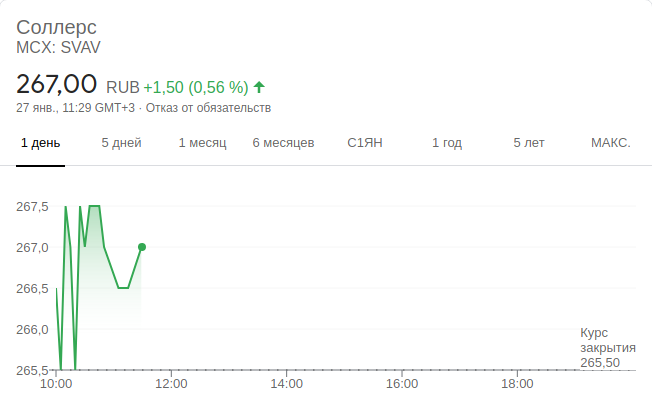 Соллерс
MCX: SVAV
267,00 RUB +1,50 (0,56 %)
27 янв., 11:29 GMT+3 · Отказ от обязательств
1 день 5 дней 1 месяц 6 месяцев С1ЯН 1 год 5 лет МАКС.
267,5
267,0
266,5
266,0
Курс
закрытия
265,50
265,5
10:00 12:00 14:00 16:00 18:00